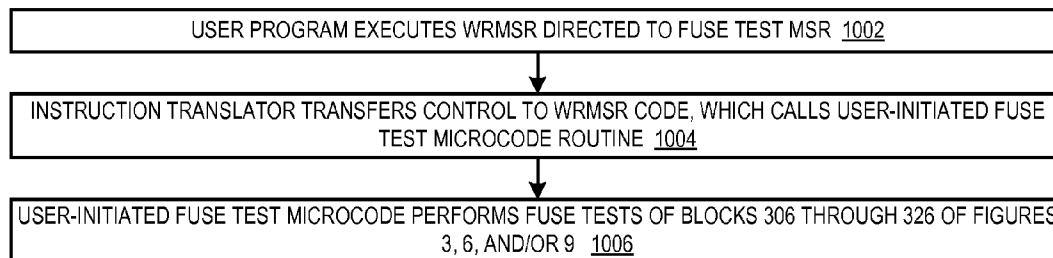 USER PROGRAM EXECUTES WRMSR DIRECTED TO FUSE TEST MSR 1002
INSTRUCTION TRANSLATOR TRANSFERS CONTROL TO WRMSR CODE, WHICH CALLS USER-INITIATED FUSE
TEST MICROCODE ROUTINE 1004
USER-INITIATED FUSE TEST MICROCODE PERFORMS FUSE TESTS OF BLOCKS 306 THROUGH 326 OF FIGURES
3, 6, AND/OR 9 1006